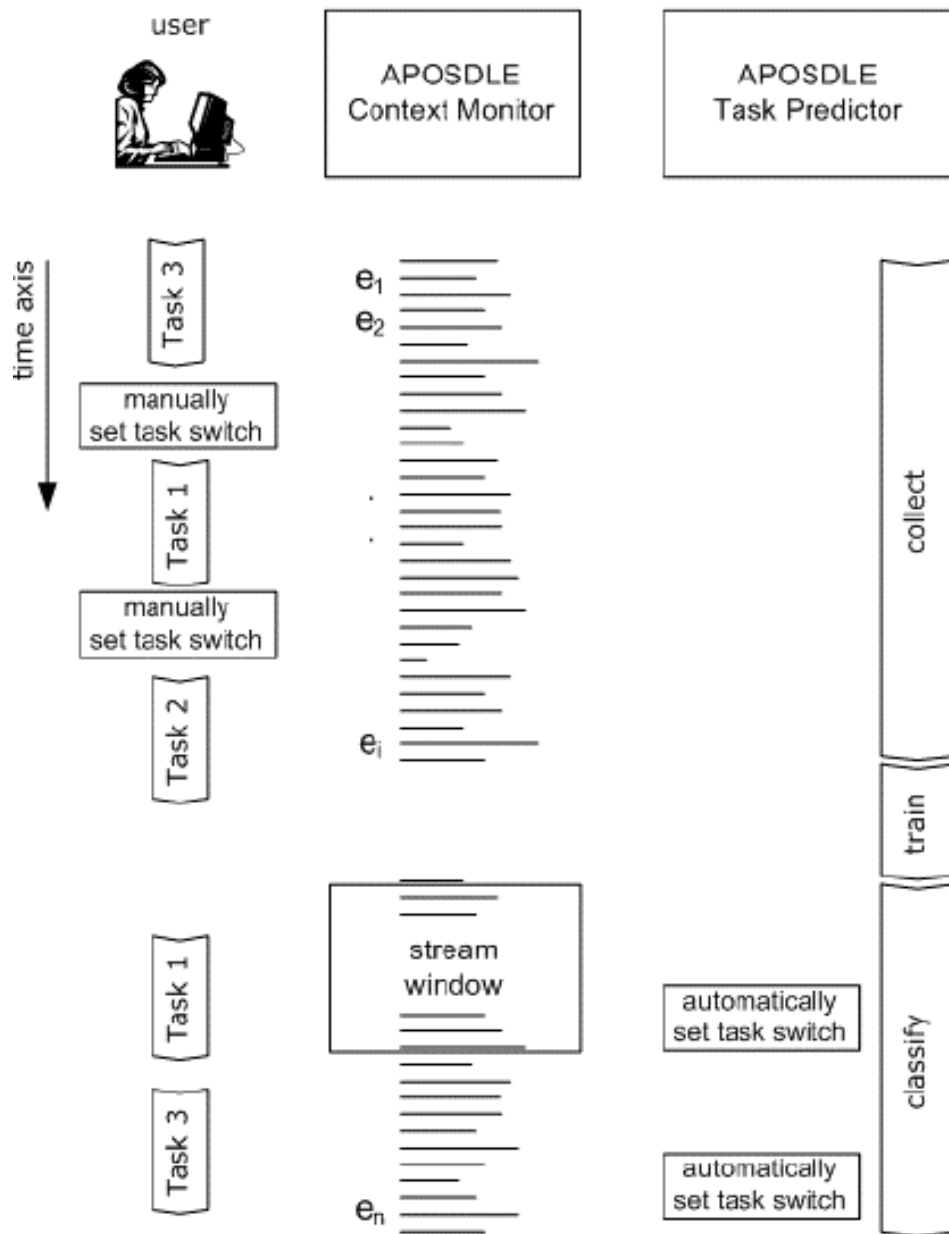 user
APOSDLE
Context Monitor
APOSDLE
Task Predictor
time axis
Task 3
manually
set task switch
Task 1
manually
set task switch
Task 2
Task 1
Task 3
e₁
e₂
.
.
eᵢ
stream
window
eₙ
collect
train
classify
automatically
set task switch
automatically
set task switch